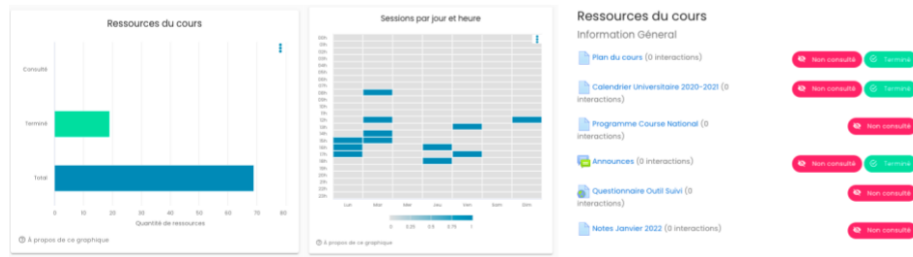 Ressources du cours
Consulté
Terminé
Total
0 10 20 30 40 50 60 70 80
Quantité de ressources
À propos de ce graphique
Sessions par jour et heure
Lun Mar Jeu Ven Sam
0 0.25 0.5 0.75 1
À propos de ce graphique
Ressources du cours
Information Géneral
Plan du cours (0 interactions)
Non consulté Terminé
Calendrier Universitaire 2020-2021 (0
interactions)
Non consulté Terminé
Programme Course National (0
interactions)
Non consulté
Announces (0 interactions)
Non consulté Terminé
Questionnaire Outil Suivi (0
interactions)
Non consulté
Notes Janvier 2022 (0 interactions)
Non consulté